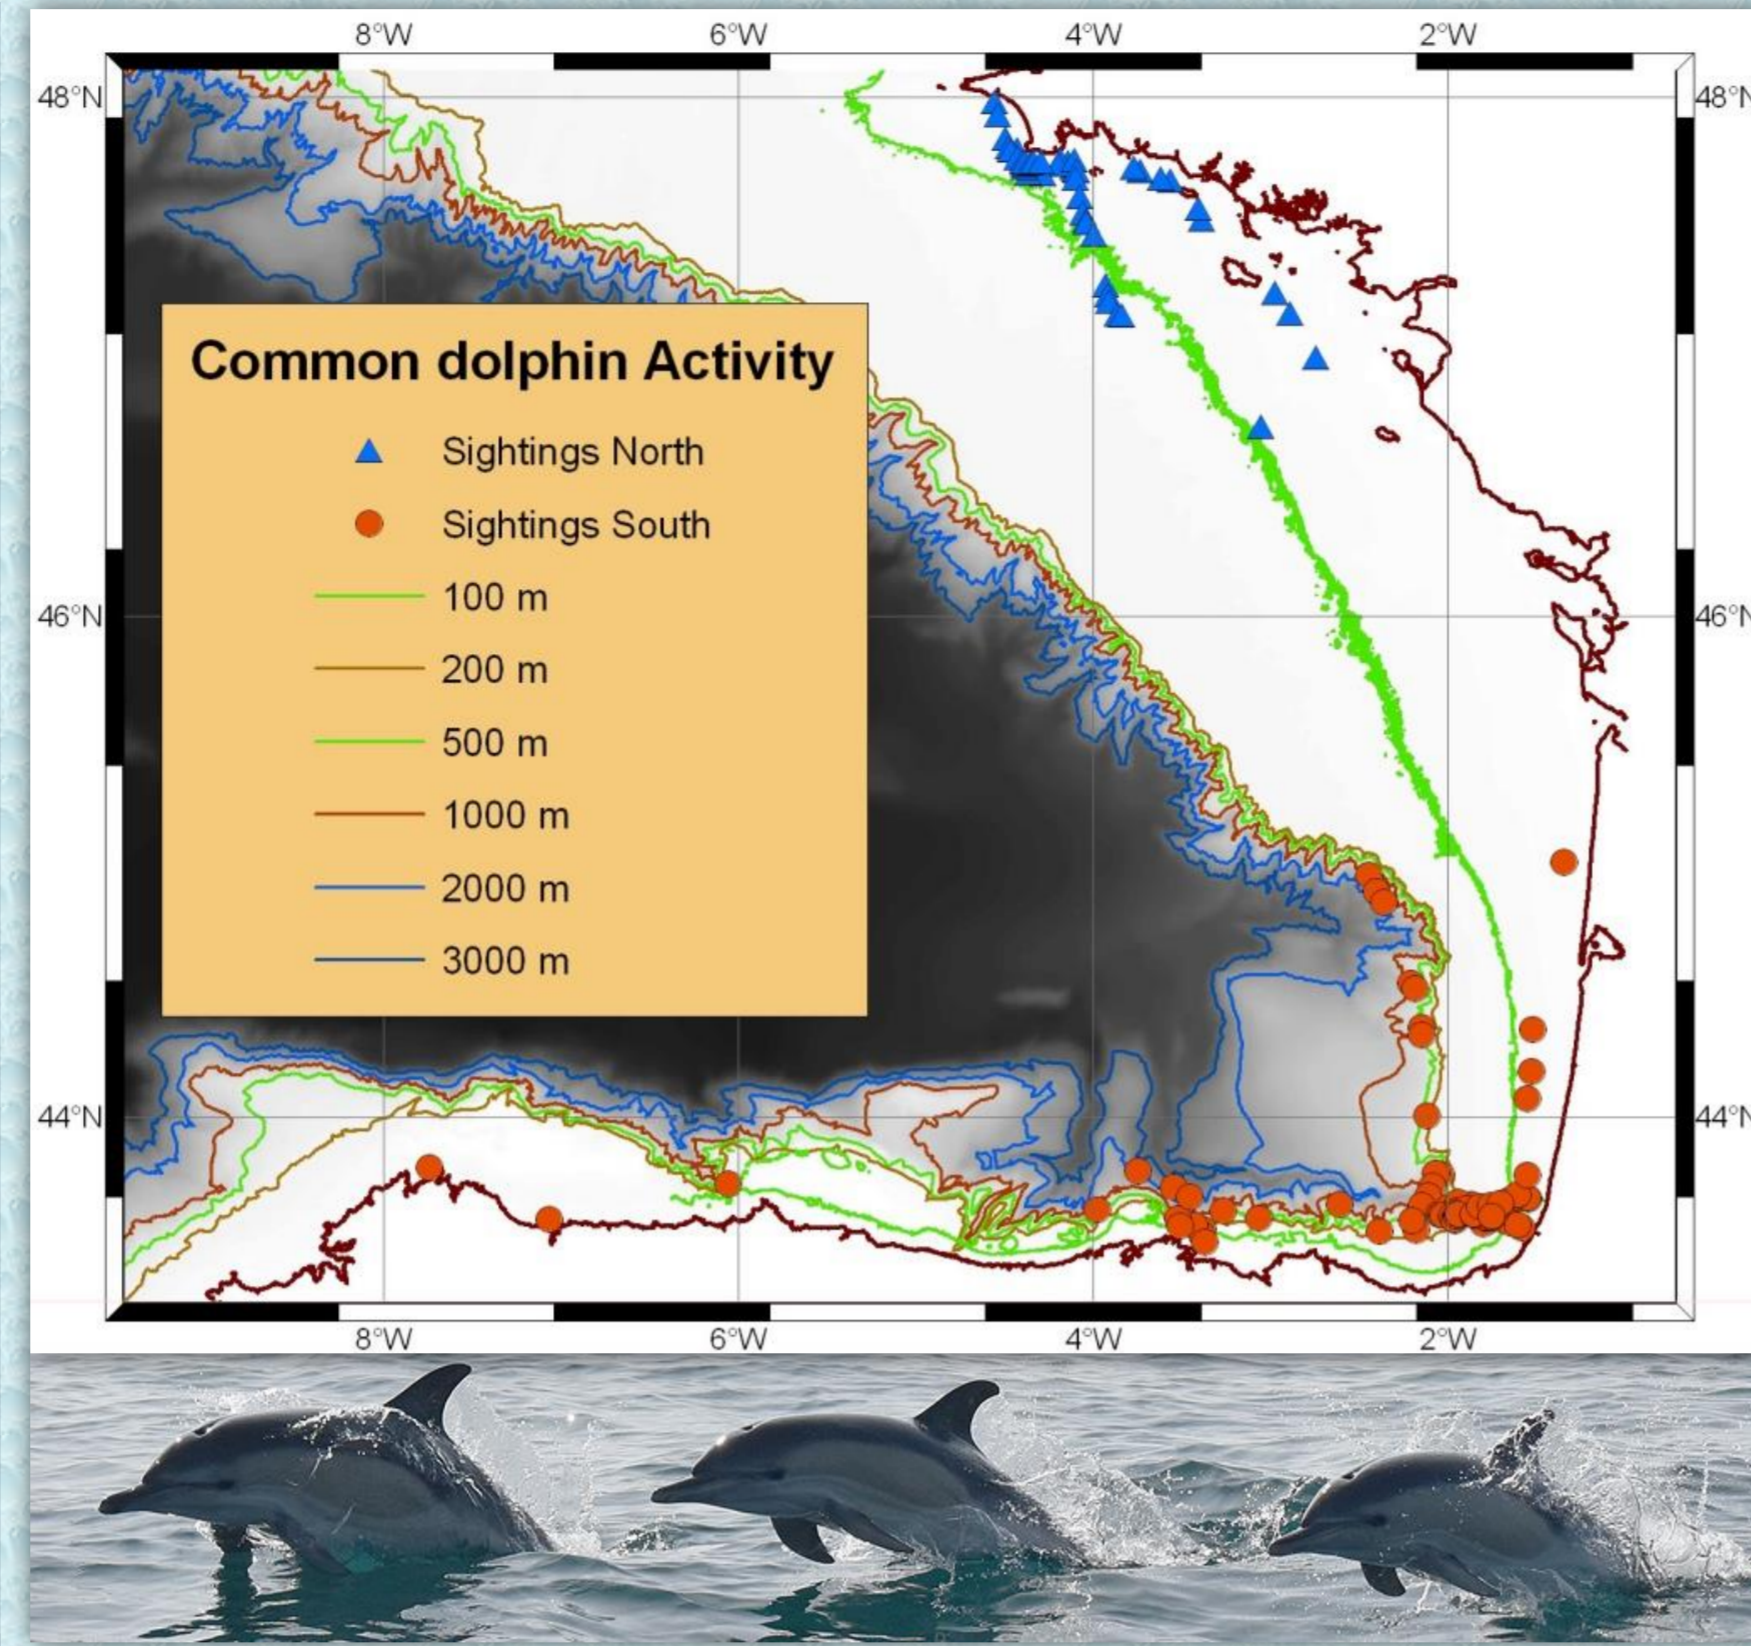 8°W 6°W 4°W 2°W
48°N 48°N
Common dolphin Activity
Sightings North
Sightings South
100 m
46°N 46°N
200 m
500 m
1000 m
2000 m
3000 m
44°N 44°N
8°W 6°W 4°W 2°W